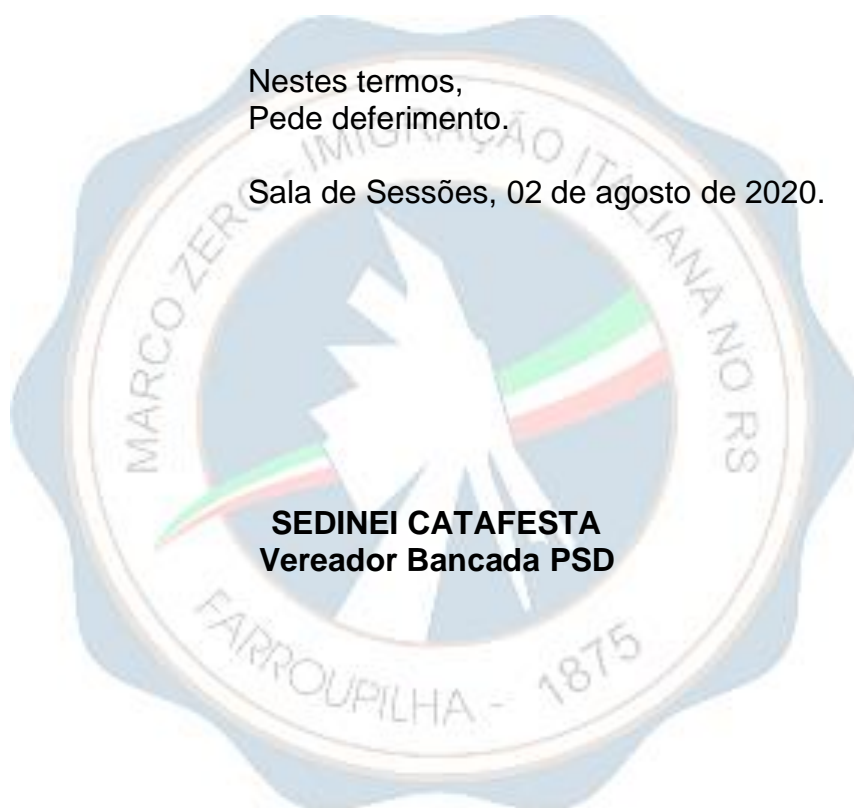 Nestes termos,
Pede deferimento.
Sala de Sessões, 02 de agosto de 2020.
SEDINEI CATAFESTA
Vereador Bancada PSD
MARCO ZERO - IMIGRAÇÃO ITALIANA NO RS
FARROUPILHA - 1875